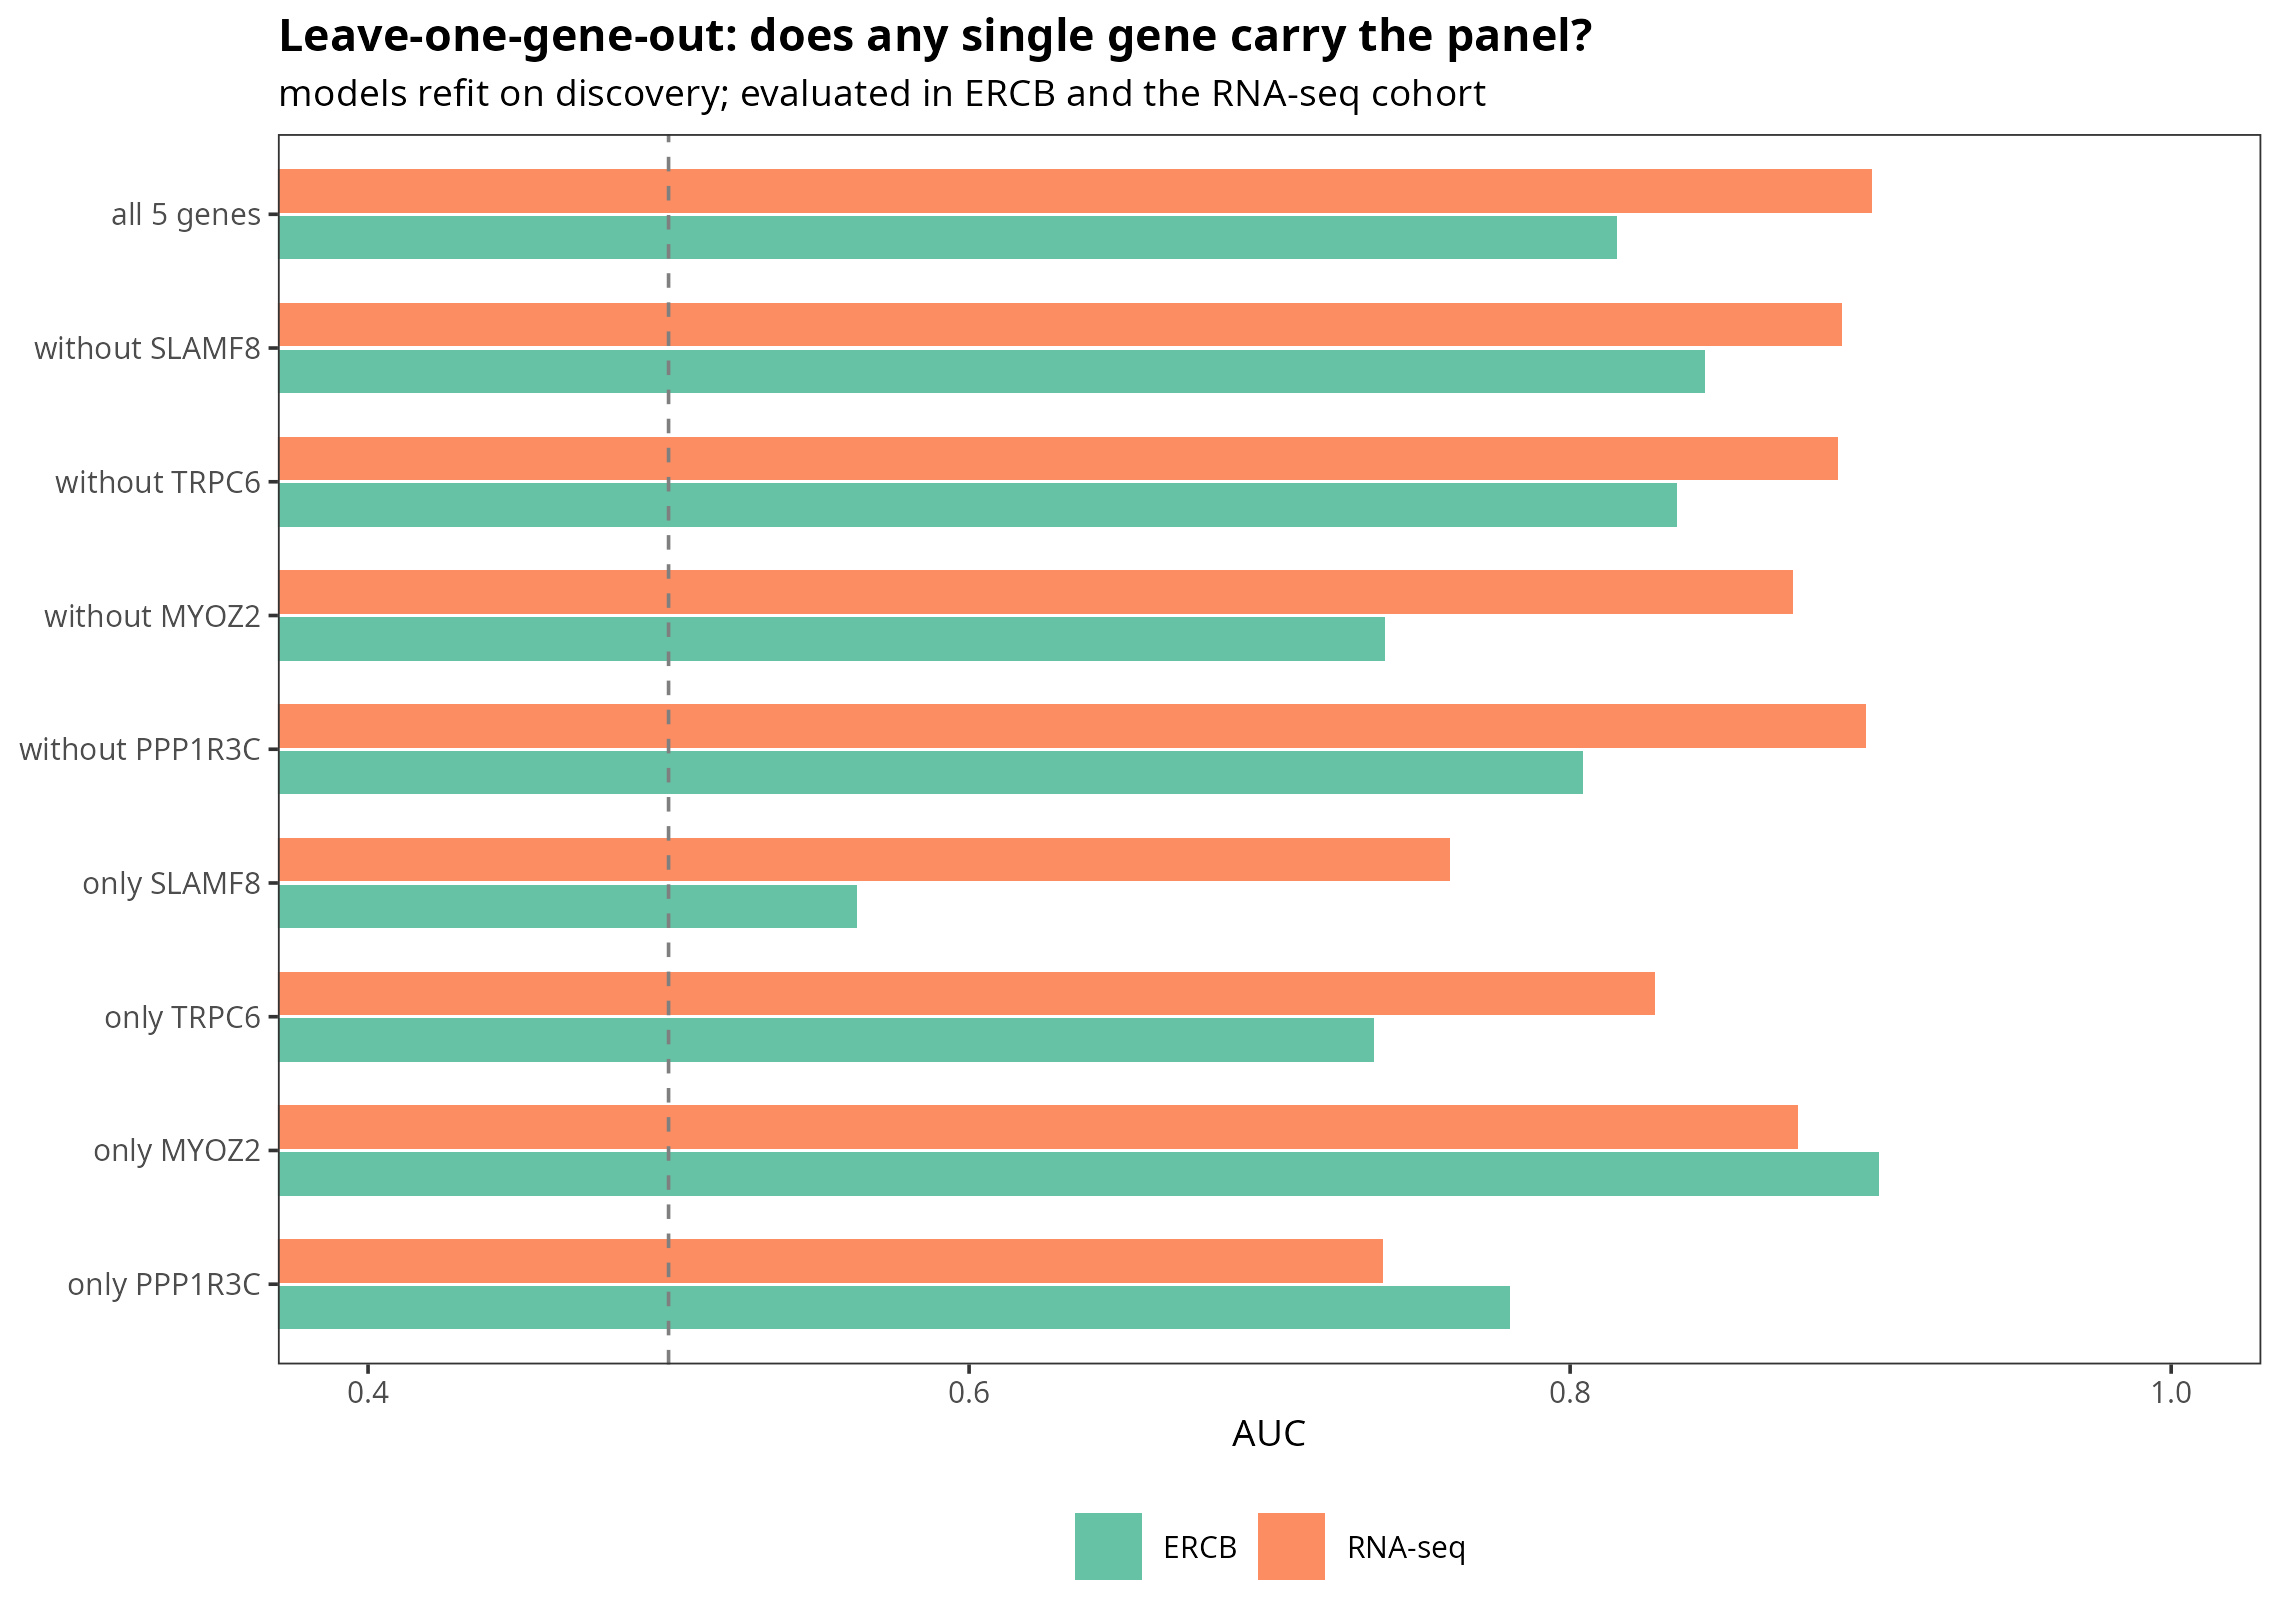 Leave-one-gene-out: does any single gene carry the panel?
models refit on discovery; evaluated in ERCB and the RNA-seq cohort
all 5 genes
without SLAMF8
without TRPC6
without MYOZ2
without PPP1R3C
only SLAMF8
only TRPC6
only MYOZ2
only PPP1R3C
0.4 0.6 0.8 1.0
AUC
ERCB RNA-seq